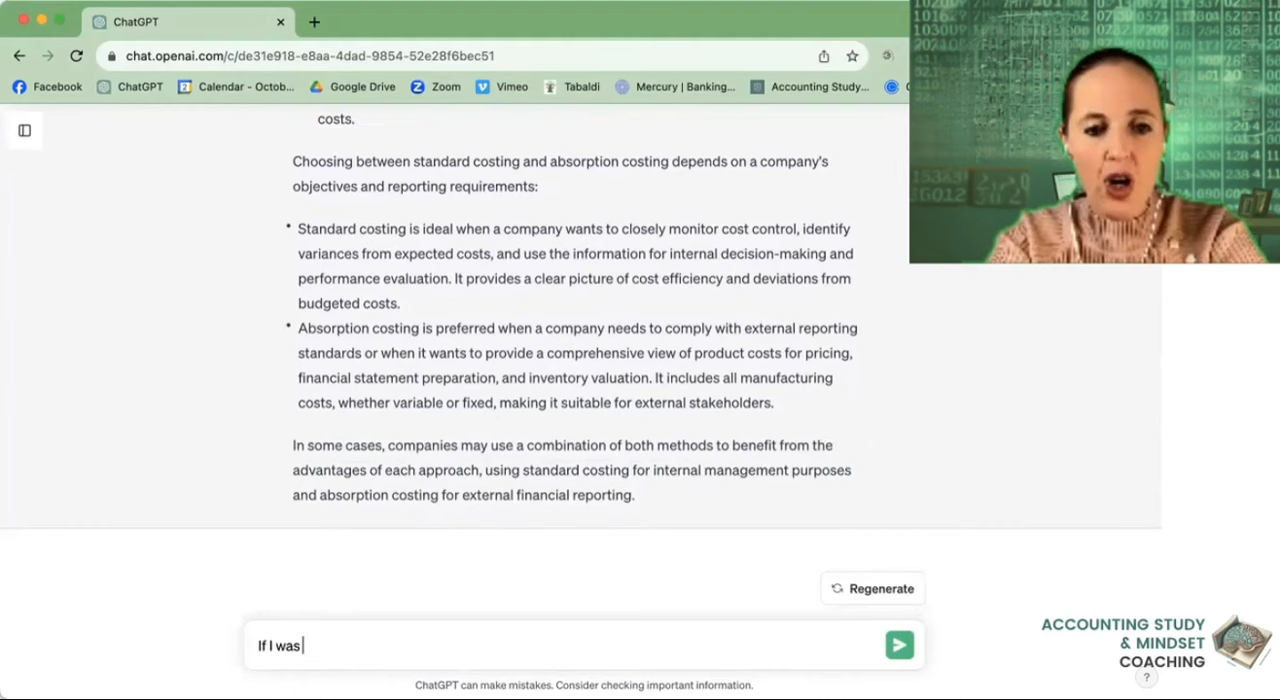 ChatGPT
chat.openai.com/c/de31e918-e8aa-4dad-9854-52e28f6bec51
Facebook ChatGPT Calendar - Octob... Google Drive Zoom Vimeo Tabaldi Mercury | Banking... Accounting Study...
costs.
Choosing between standard costing and absorption costing depends on a company's
objectives and reporting requirements:
• Standard costing is ideal when a company wants to closely monitor cost control, identify
variances from expected costs, and use the information for internal decision-making and
performance evaluation. It provides a clear picture of cost efficiency and deviations from
budgeted costs.
• Absorption costing is preferred when a company needs to comply with external reporting
standards or when it wants to provide a comprehensive view of product costs for pricing,
financial statement preparation, and inventory valuation. It includes all manufacturing
costs, whether variable or fixed, making it suitable for external stakeholders.
In some cases, companies may use a combination of both methods to benefit from the
advantages of each approach, using standard costing for internal management purposes
and absorption costing for external financial reporting.
Regenerate
If I was
ChatGPT can make mistakes. Consider checking important information.
ACCOUNTING STUDY
& MINDSET
COACHING
?